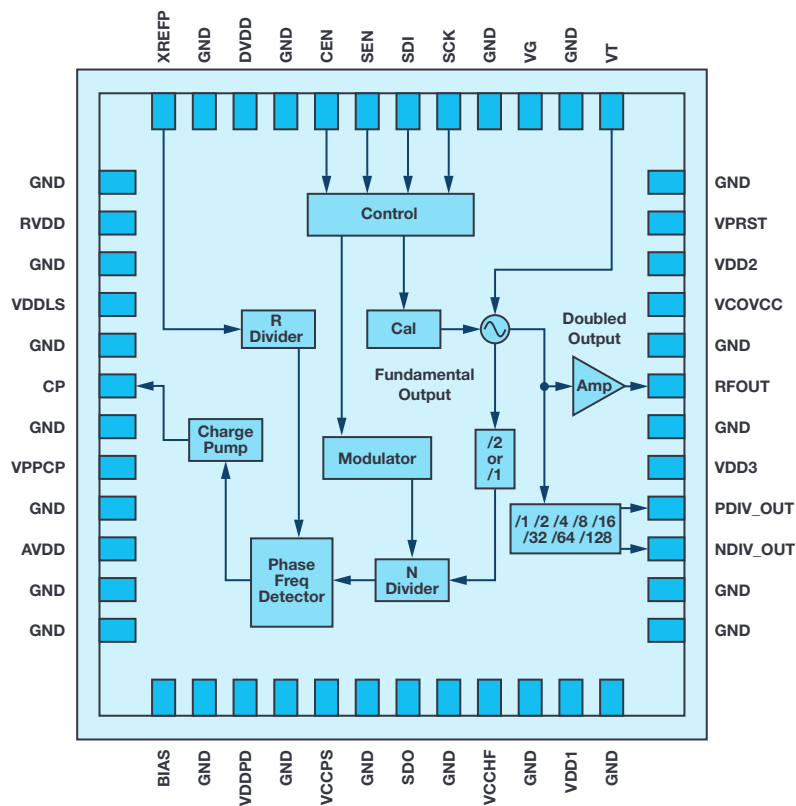 XREFP
GND
DVDD
GND
CEN
SEN
SDI
SCK
GND
VG
GND
VT
GND
RVDD
GND
VDDLS
GND
CP
GND
VPPCP
GND
AVDD
GND
GND
Control
R
Divider
Cal
Fundamental
Output
Doubled
Output
Amp
Charge
Pump
Modulator
/2
or
/1
/1 /2 /4 /8 /16
/32 /64 /128
Phase
Freq
Detector
N
Divider
GND
VPRST
VDD2
VCOVCC
GND
RFOUT
GND
VDD3
PDIV_OUT
NDIV_OUT
GND
GND
BIAS
GND
VDDPD
GND
VCCPS
GND
SDO
GND
VCCHF
GND
VDD1
GND